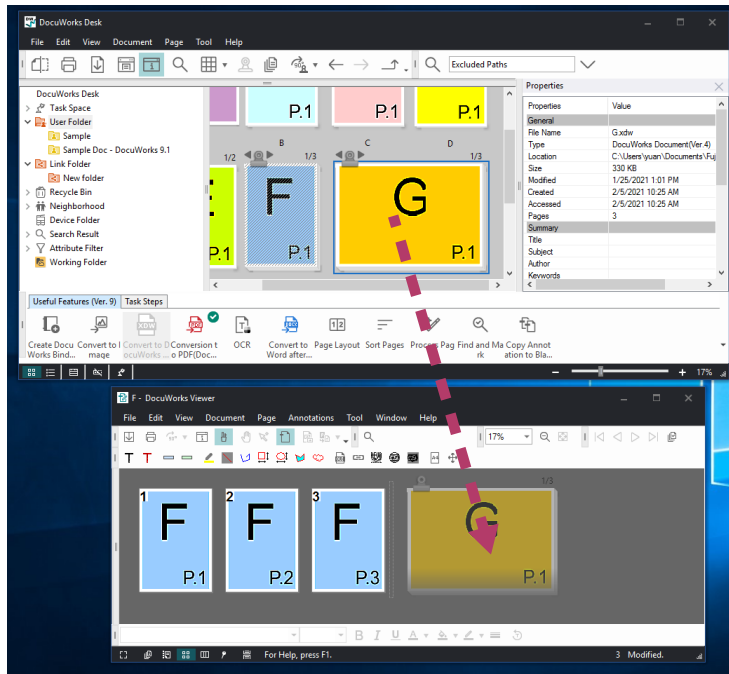 DocuWorks Desk
File Edit View Document Page Tool Help
Excluded Paths
DocuWorks Desk
Task Space
User Folder
Sample
Sample Doc - DocuWorks 9.1
Link Folder
New folder
Recycle Bin
Neighborhood
Device Folder
Search Result
Attribute Filter
Working Folder
P.1 P.1 P.1
B C D
1/2 1/3 1/3
F G
P.1 P.1 P.1
Properties
Properties Value
General
File Name G.xdw
Type DocuWorks Document(Ver.4)
Location C:\Users\yuan\Documents\Fuj
Size 330 KB
Modified 1/25/2021 1:01 PM
Created 2/5/2021 10:25 AM
Accessed 2/5/2021 10:25 AM
Pages 3
Summary
Title
Subject
Author
Keywords
Useful Features (Ver. 9) Task Steps
Create Docu Works Bind...
Convert to I mage
Convert to D ocuWorks ...
Conversion t o PDF(Doc...
OCR
Convert to Word after...
Page Layout
Sort Pages
Process Pag
Find and Ma rk
Copy Annot ation to Bla...
17%
F - DocuWorks Viewer
File Edit View Document Page Annotations Tool Window Help
17%
1 2 3 1/3
F F F G
P.1 P.2 P.3 P.1
B I U A
For Help, press F1. 3 Modified.